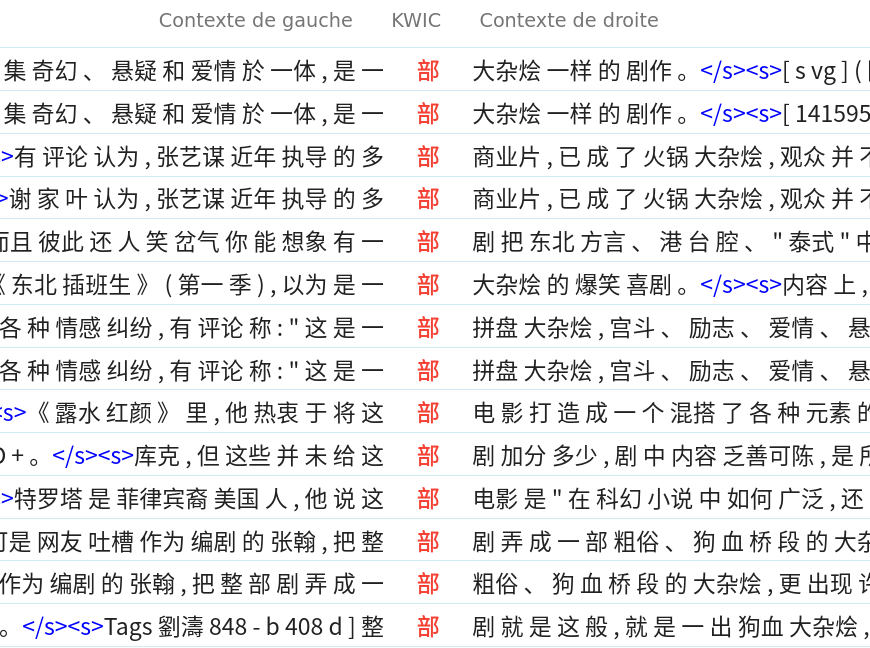 Contexte de gauche KWIC Contexte de droite
集 奇幻 、 悬疑 和 爱情 於 一体 , 是 一 部 大杂烩 一样 的 剧作 。 </s><s>[ s vg ] (
集 奇幻 、 悬疑 和 爱情 於 一体 , 是 一 部 大杂烩 一样 的 剧作 。 </s><s>[ 141595
>有 评论 认为 , 张艺谋 近年 执导 的 多 部 商业片 , 已 成 了 火锅 大杂烩 , 观众 并
>谢 家 叶 认为 , 张艺谋 近年 执导 的 多 部 商业片 , 已 成 了 火锅 大杂烩 , 观众 并
而且 彼此 还 人 笑 岔气 你 能 想象 有 一 部 剧 把 东北 方言 、 港 台 腔 、 " 泰式 " 中
《 东北 插班生 》 ( 第一 季 ) , 以为 是 一 部 大杂烩 的 爆笑 喜剧 。 </s><s>内容 上 ,
各 种 情感 纠纷 , 有 评论 称 : " 这 是 一 部 拼盘 大杂烩 , 宫斗 、 励志 、 爱情 、 悬
各 种 情感 纠纷 , 有 评论 称 : " 这 是 一 部 拼盘 大杂烩 , 宫斗 、 励志 、 爱情 、 悬
<s>《 露水 红颜 》 里 , 他 热衷 于 将 这 部 电影 打 造 成 一 个 混搭 了 各 种 元素 的
O + 。 </s><s>库克 , 但 这些 并 未 给 这 部 剧 加分 多少 , 剧 中 内容 乏善可陈 , 是
>特罗塔 是 菲律宾裔 美国 人 , 他 说 这 部 电影 是 " 在 科幻 小说 中 如何 广泛 , 还
可是 网友 吐槽 作为 编剧 的 张翰 , 把 整 部 剧 弄 成 一 部 粗俗 、 狗 血 桥 段 的 大杂
作为 编剧 的 张翰 , 把 整 部 剧 弄 成 一 部 粗俗 、 狗 血 桥 段 的 大杂烩 , 更 出现 许
。 </s><s>Tags 劉濤 848 - b 408 d ] 整 部 剧 就 是 这 般 , 就 是 一 出 狗血 大杂烩 ,